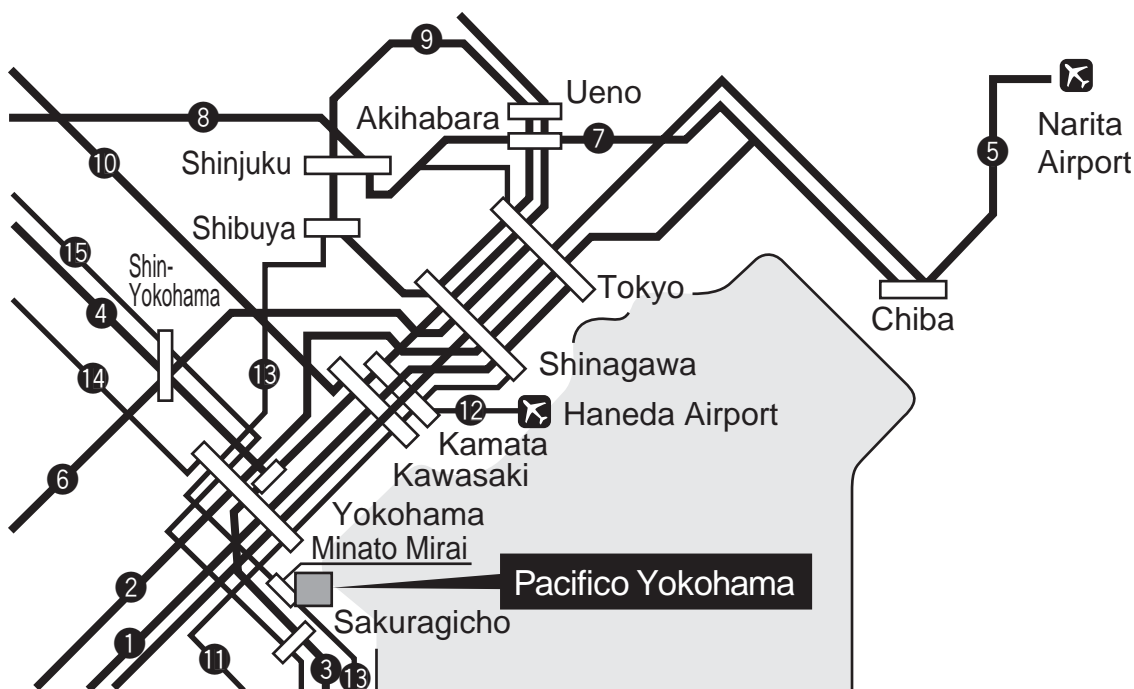 9
Ueno
8
Akihabara
7
Narita
Airport
10
Shinjuku
5
Shibuya
15
Shin-
Yokohama
4
Tokyo
Chiba
14
13
Shinagawa
12
Haneda Airport
Kamata
6
Kawasaki
Yokohama
Minato Mirai
2
Pacifico Yokohama
Sakuragicho
1
11
3
13